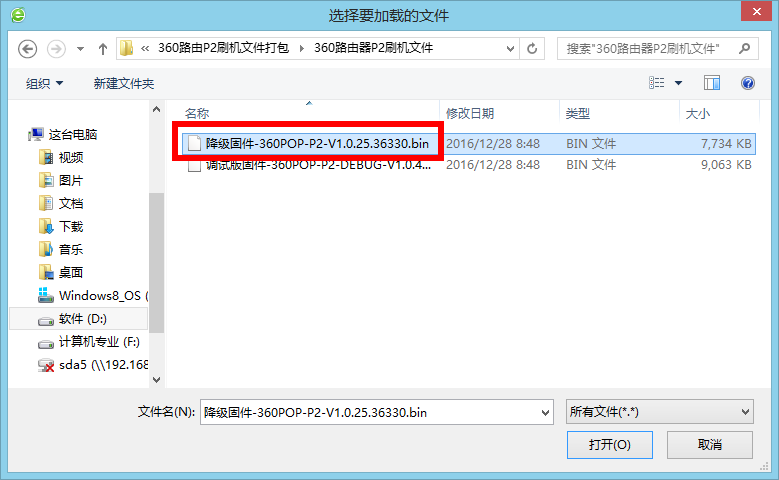 选择要加载的文件
« 360路由P2刷机文件打包 › 360路由器P2刷机文件
搜索"360路由器P2刷机文件"
组织
新建文件夹
名称 修改日期 类型 大小
降级固件-360POP-P2-V1.0.25.36330.bin 2016/12/28 8:48 BIN 文件 7,734 KB
调试版固件-360POP-P2-DEBUG-V1.0.4... 2016/12/28 8:48 BIN 文件 9,063 KB
这台电脑
视频
图片
文档
下载
音乐
桌面
Windows8_OS (
软件 (D:)
计算机专业 (F:)
sda5 (\\192.168
文件名(N):
降级固件-360POP-P2-V1.0.25.36330.bin
所有文件(*.*)
打开(O)
取消